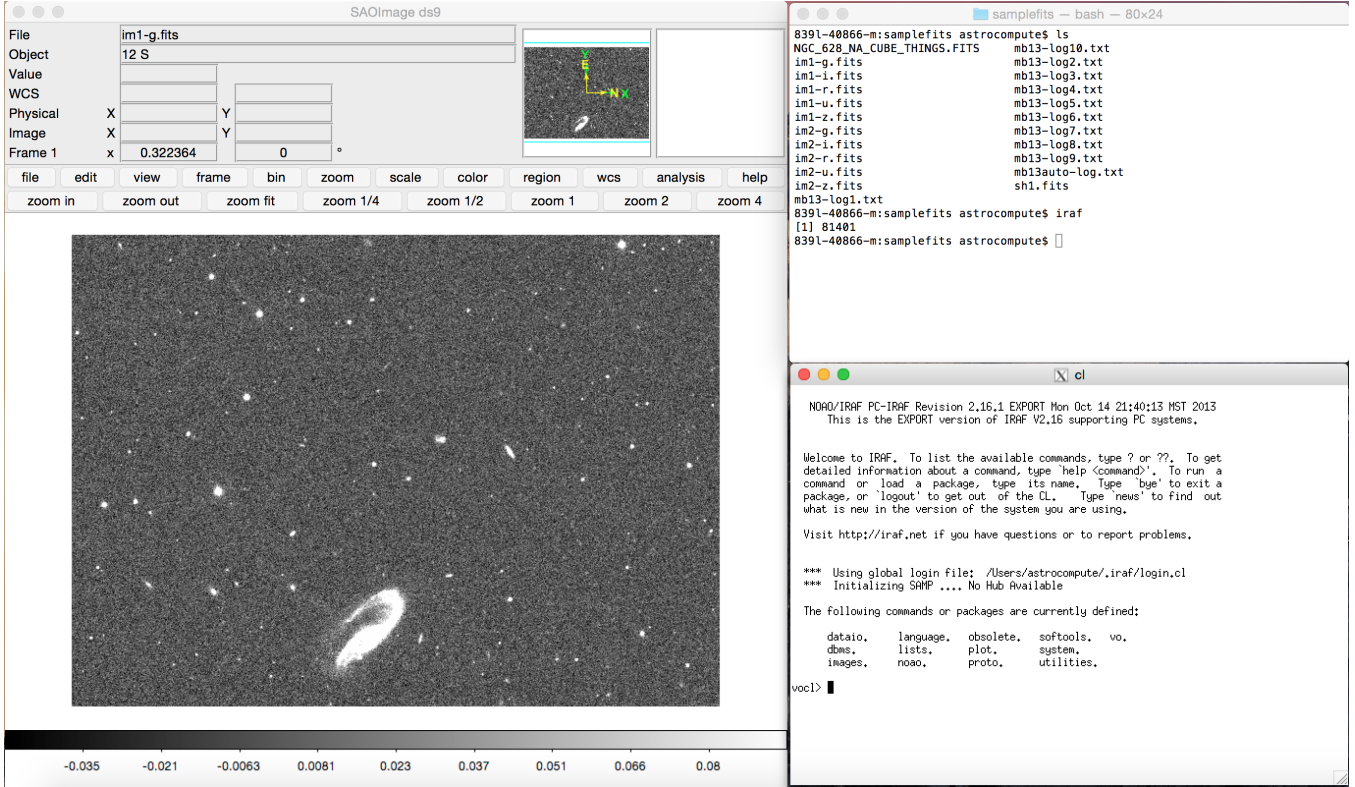 SAOImage ds9
File im1-g.fits
Object 12 S
Value
WCS
Physical X Y
Image X Y
Frame 1 x 0.322364 0 °
Y
E
N X
file edit view frame bin zoom scale color region wcs analysis help
zoom in zoom out zoom fit zoom 1/4 zoom 1/2 zoom 1 zoom 2 zoom 4
-0.035 -0.021 -0.0063 0.0081 0.023 0.037 0.051 0.066 0.08
samplefits — bash — 80×24
839l-40866-m:samplefits astrocompute$ ls
NGC_628_NA_CUBE_THINGS.FITS mb13-log10.txt
im1-g.fits mb13-log2.txt
im1-i.fits mb13-log3.txt
im1-r.fits mb13-log4.txt
im1-u.fits mb13-log5.txt
im1-z.fits mb13-log6.txt
im2-g.fits mb13-log7.txt
im2-i.fits mb13-log8.txt
im2-r.fits mb13-log9.txt
im2-u.fits mb13auto-log.txt
im2-z.fits sh1.fits
mb13-log1.txt
839l-40866-m:samplefits astrocompute$ iraf
[1] 81401
839l-40866-m:samplefits astrocompute$
X cl
NOAO/IRAF PC-IRAF Revision 2.16.1 EXPORT Mon Oct 14 21:40:13 MST 2013
This is the EXPORT version of IRAF V2.16 supporting PC systems.
Welcome to IRAF. To list the available commands, type ? or ??. To get
detailed information about a command, type `help <command>'. To run a
command or load a package, type its name. Type `bye' to exit a
package, or `logout' to get out of the CL. Type `news' to find out
what is new in the version of the system you are using.
Visit http://iraf.net if you have questions or to report problems.
*** Using global login file: /Users/astrocompute/.iraf/login.cl
*** Initializing SAMP .... No Hub Available
The following commands or packages are currently defined:
dataio. language. obsolete. softools. vo.
dbms. lists. plot. system.
images. noao. proto. utilities.
vocl>